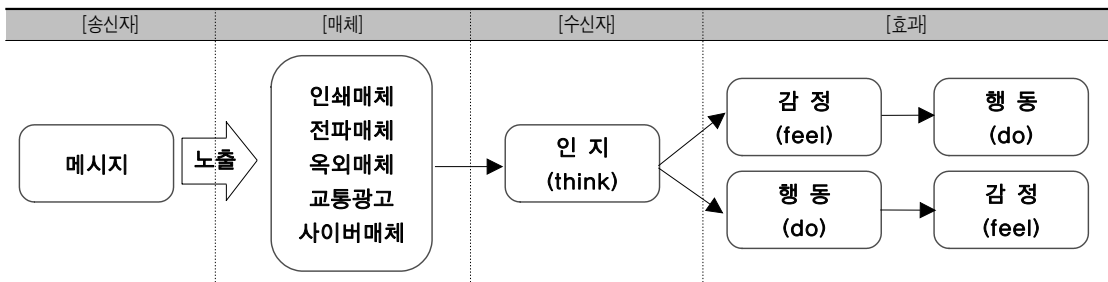 [송신자]
[매체]
[수신자]
[효과]
메시지
노출
인쇄매체
전파매체
옥외매체
교통광고
사이버매체
인 지
(think)
감 정
(feel)
행 동
(do)
행 동
(do)
감 정
(feel)